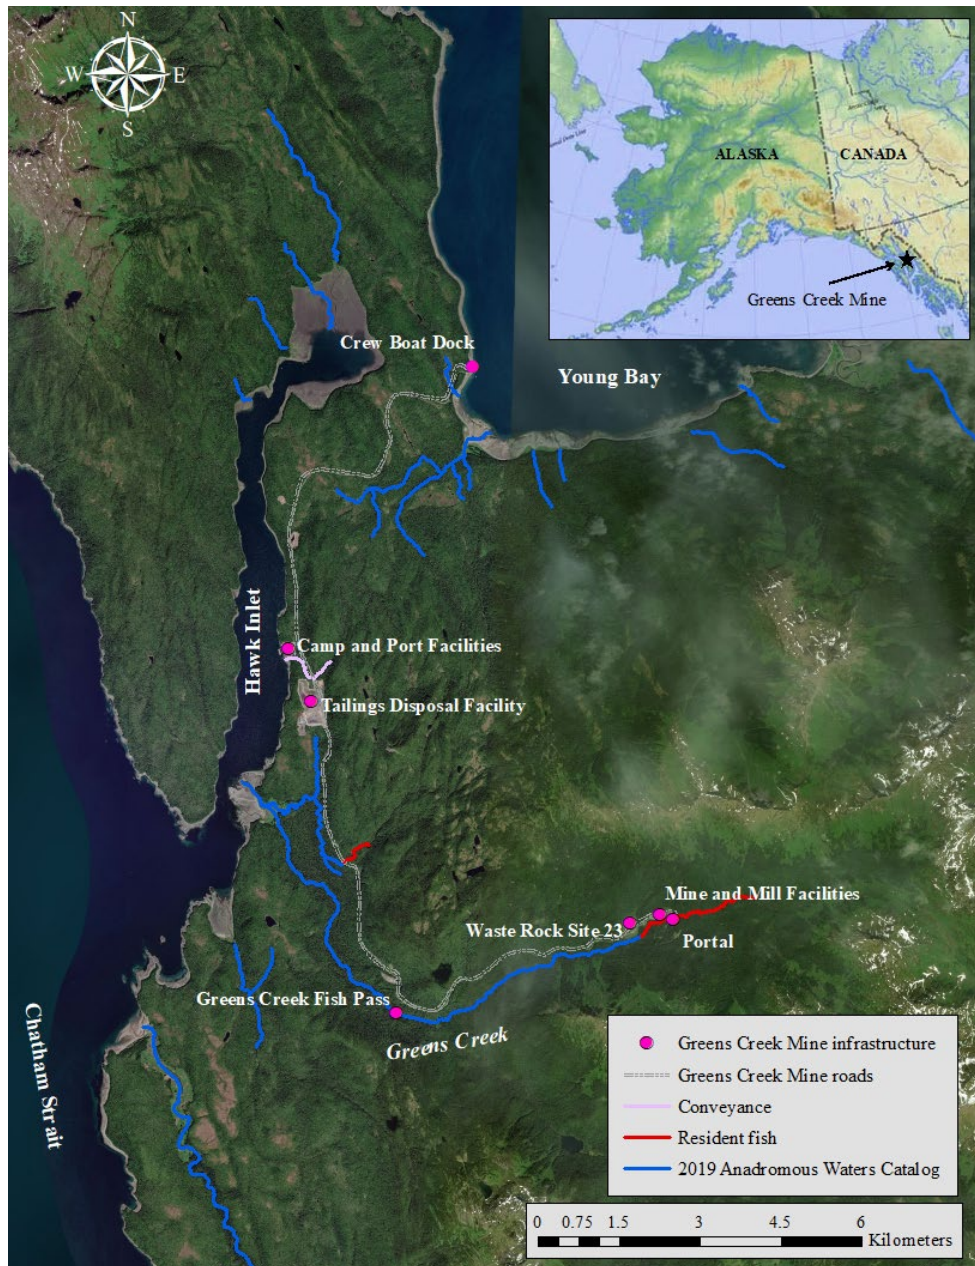 N
W E
S
ALASKA
CANADA
Greens Creek Mine
Crew Boat Dock
Young Bay
Hawk Inlet
Camp and Port Facilities
Tailings Disposal Facility
Mine and Mill Facilities
Waste Rock Site 23
Portal
Greens Creek Fish Pass
Greens Creek
Chatham Strait
Greens Creek Mine infrastructure
Greens Creek Mine roads
Conveyance
Resident fish
2019 Anadromous Waters Catalog
0 0.75 1.5 3 4.5 6
Kilometers